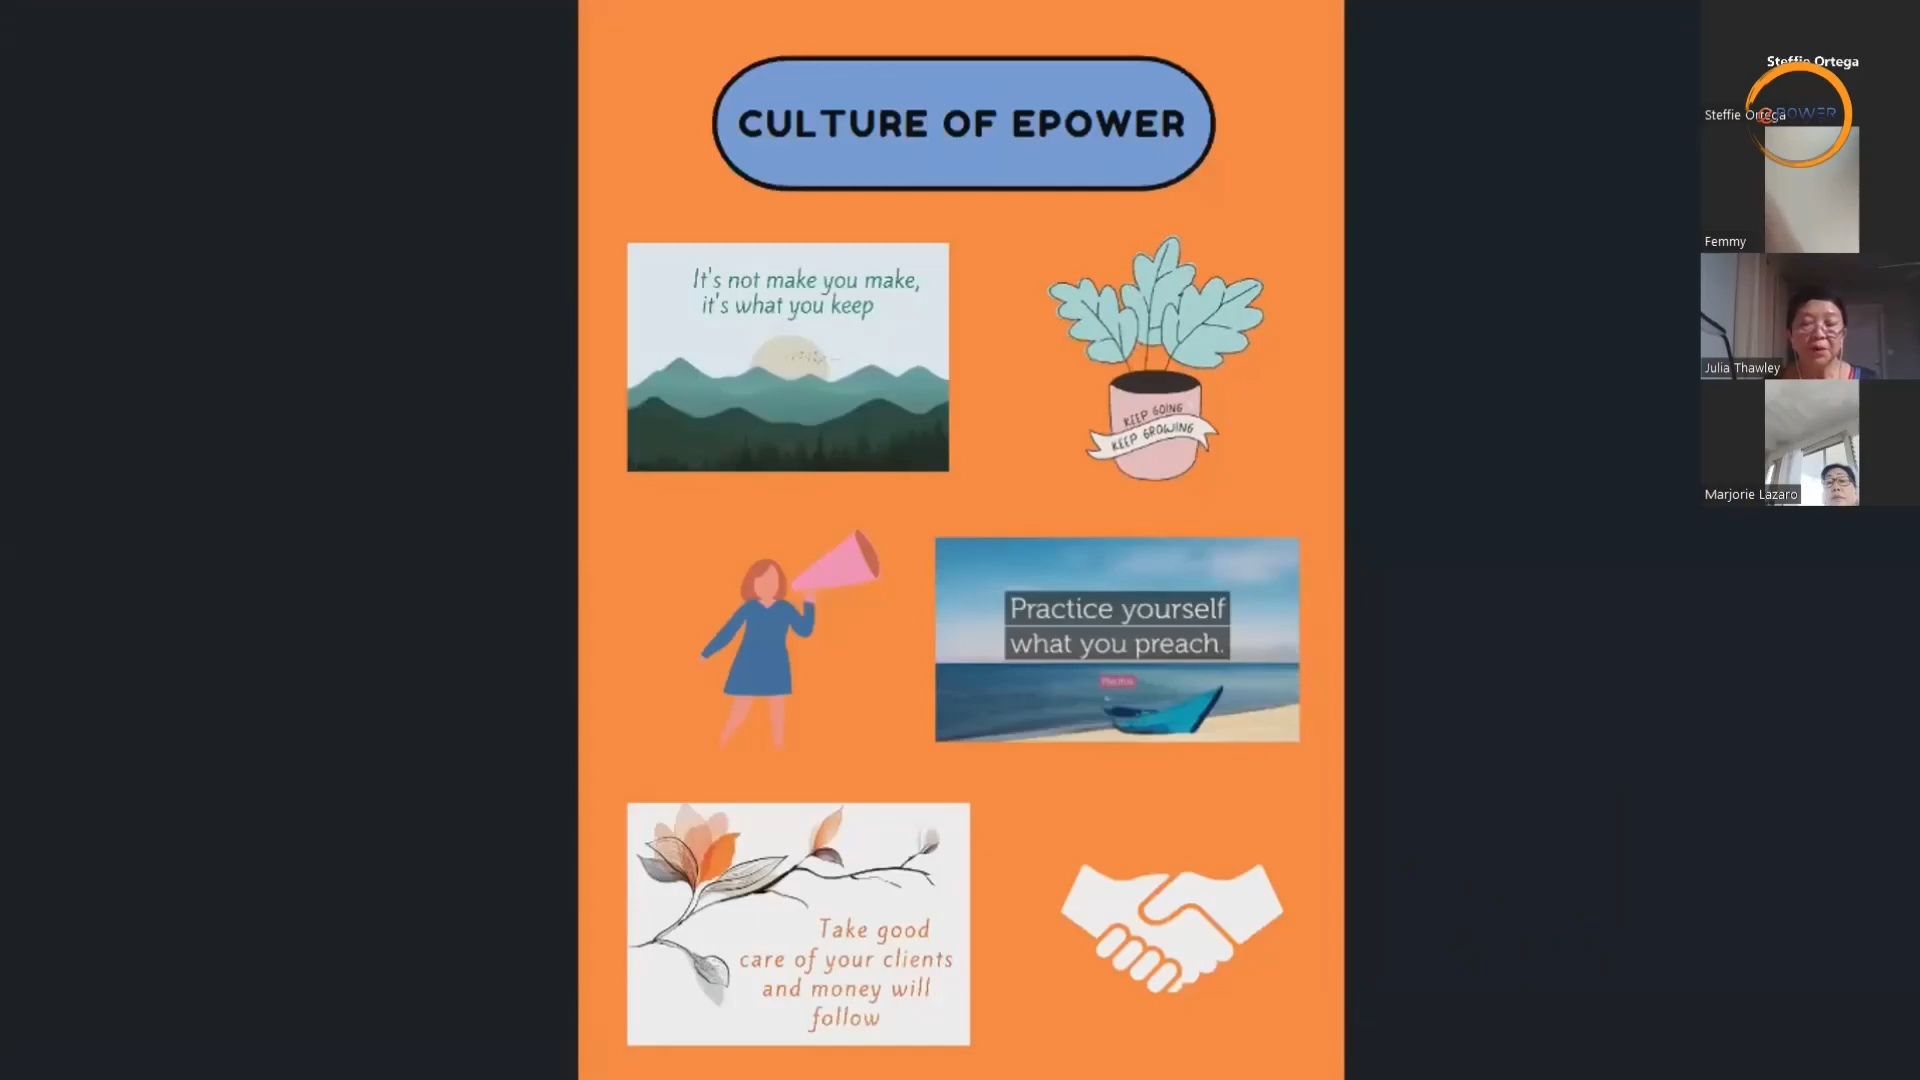 CULTURE OF EPOWER
It's not make you make,
it's what you keep
KEEP GOING
KEEP GROWING
Practice yourself
what you preach.
Take good
care of your clients
and money will
follow
Steffie Ortega
Steffie Ortega
POWER
Femmy
Julia Thawley
Marjorie Lazaro